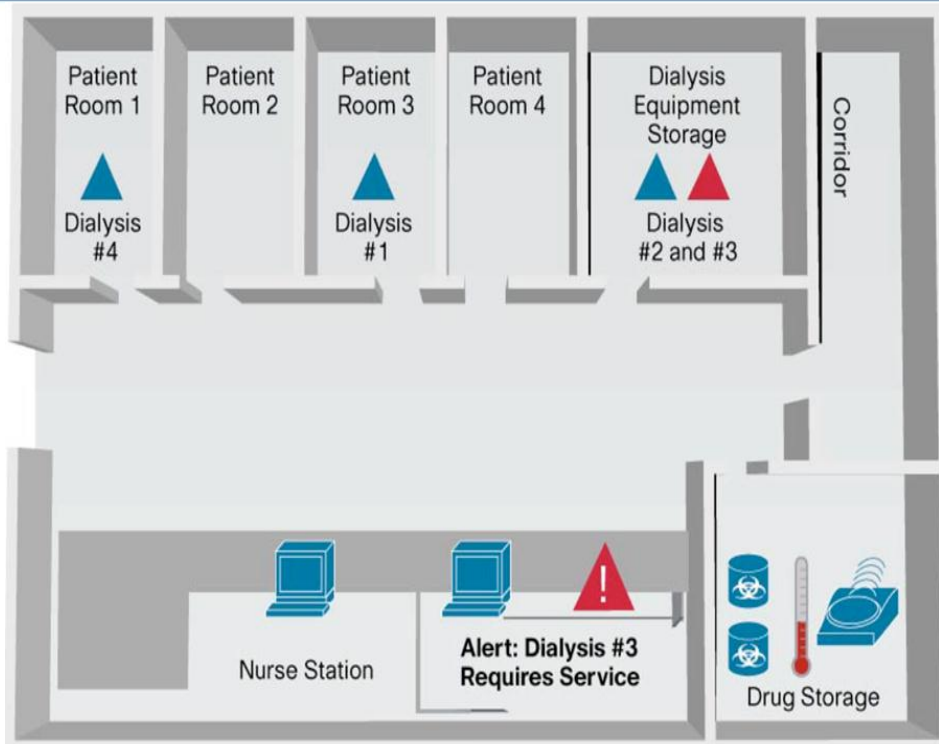 Patient
Room 1
Patient
Room 2
Patient
Room 3
Patient
Room 4
Dialysis
Equipment
Storage
Corridor
Dialysis
#4
Dialysis
#1
Dialysis
#2 and #3
!
Nurse Station
Alert: Dialysis #3
Requires Service
Drug Storage